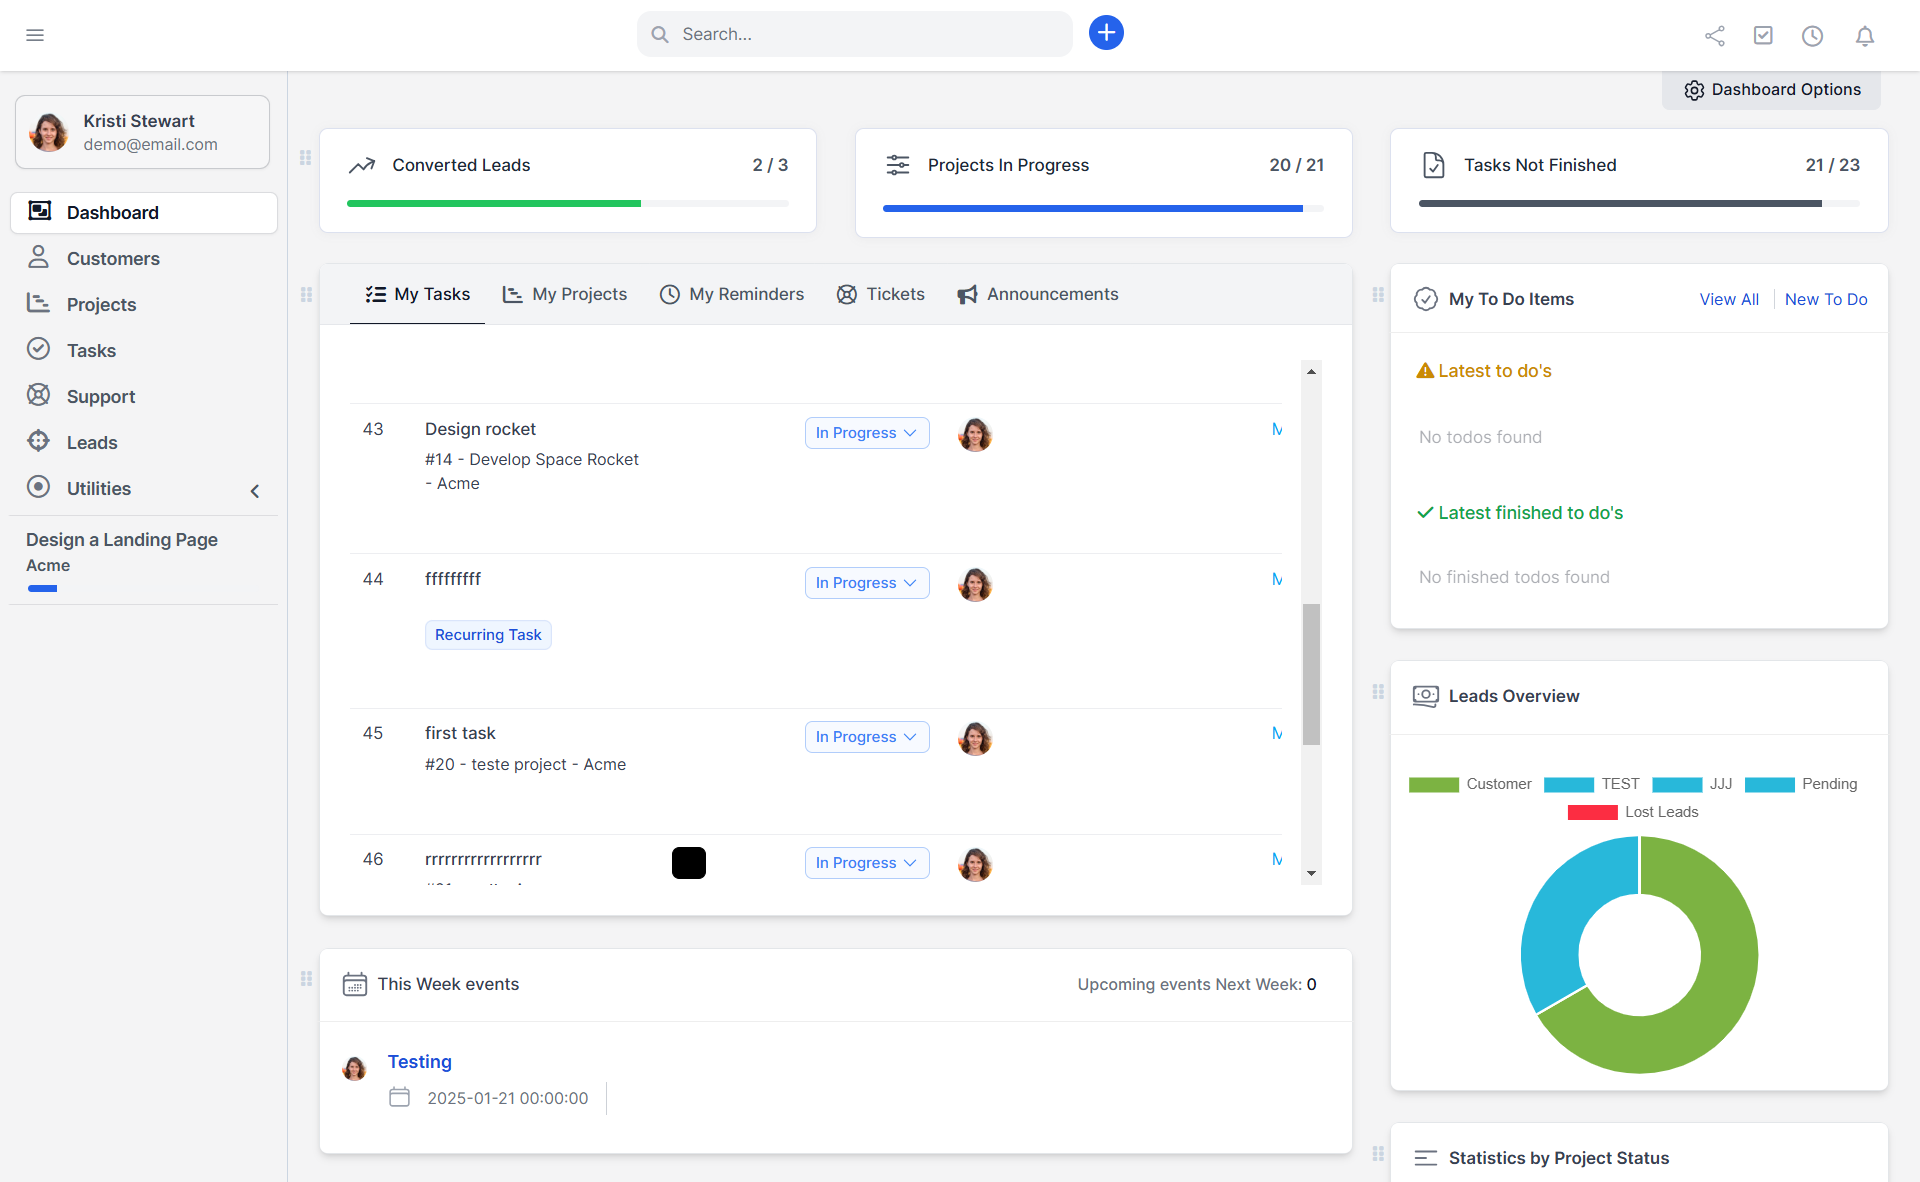 Search...
Dashboard Options
Kristi Stewart
demo@email.com
Dashboard
Customers
Projects
Tasks
Support
Leads
Utilities
Design a Landing Page
Acme
Converted Leads
2 / 3
Projects In Progress
20 / 21
Tasks Not Finished
21 / 23
My Tasks
My Projects
My Reminders
Tickets
Announcements
43
Design rocket
In Progress
M
#14 - Develop Space Rocket
- Acme
44
fffffffff
In Progress
M
Recurring Task
45
first task
In Progress
M
#20 - teste project - Acme
46
rrrrrrrrrrrrrrrrrr
In Progress
M
This Week events
Upcoming events Next Week: 0
Testing
2025-01-21 00:00:00
My To Do Items
View All
New To Do
Latest to do's
No todos found
Latest finished to do's
No finished todos found
Leads Overview
Customer
TEST
JJJ
Pending
Lost Leads
Statistics by Project Status